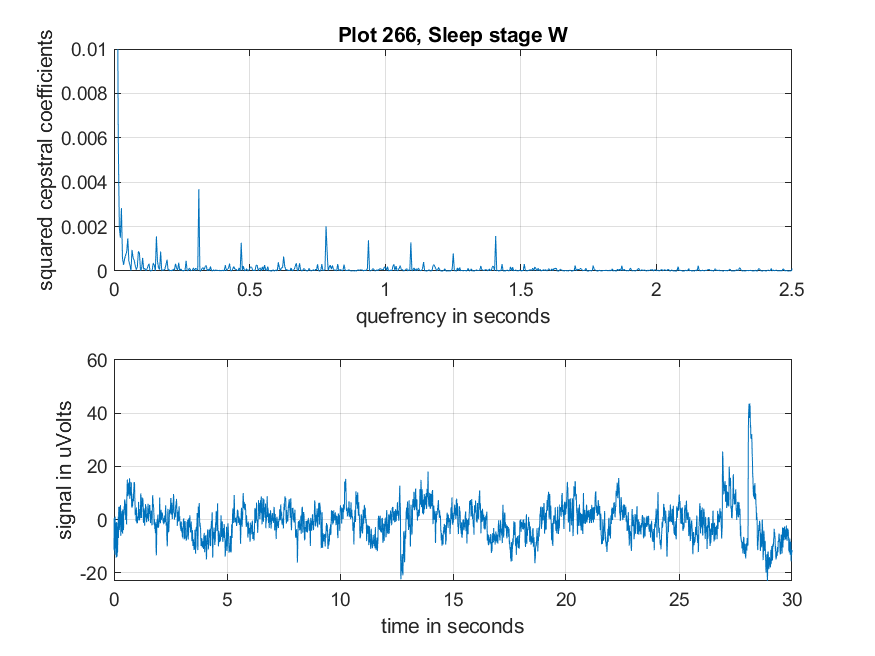 Plot 266, Sleep stage W
squared cepstral coefficients
0.01
0.008
0.006
0.004
0.002
0
0 0.5 1 1.5 2 2.5
quefrency in seconds
signal in uVolts
60
40
20
0
-20
0 5 10 15 20 25 30
time in seconds